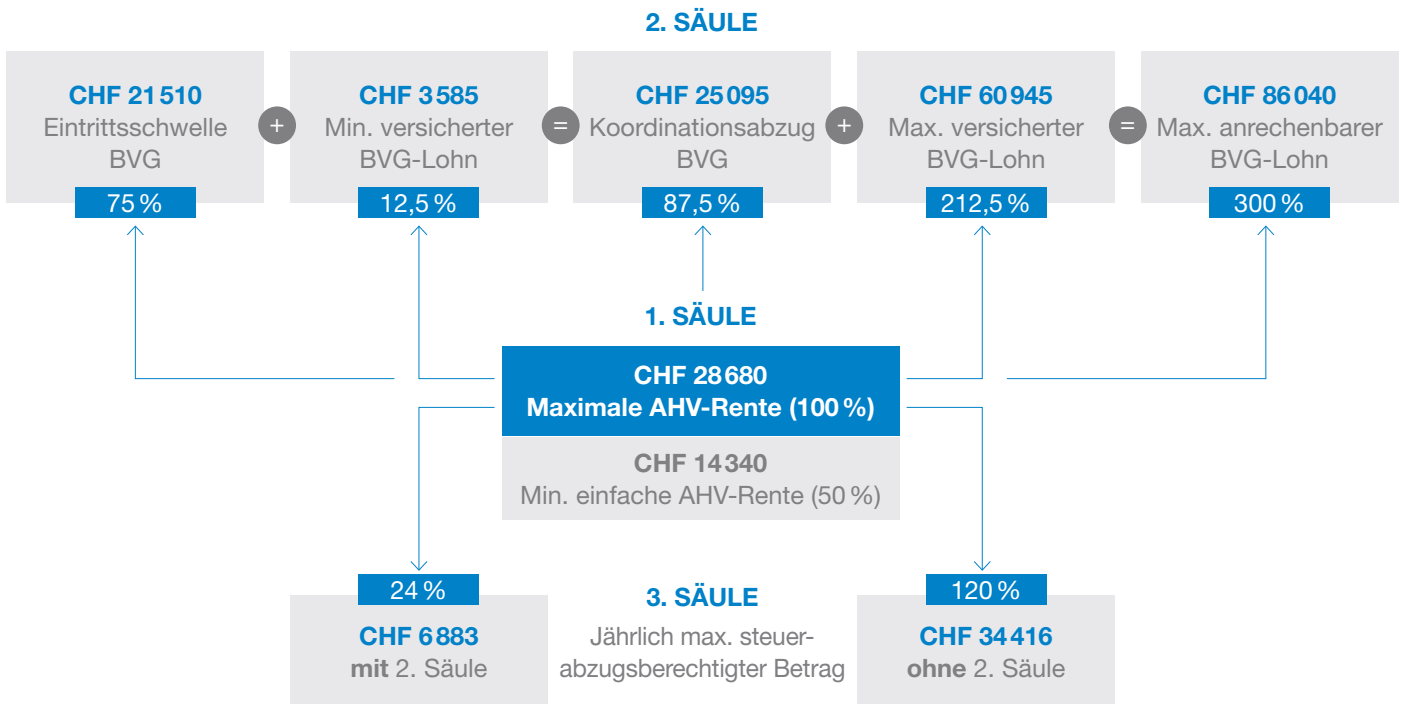 2. SÄULE
CHF 21 510
Eintrittsschwelle
BVG
75 %
+
CHF 3 585
Min. versicherter
BVG-Lohn
12,5 %
=
CHF 25 095
Koordinationsabzug
BVG
87,5 %
+
CHF 60 945
Max. versicherter
BVG-Lohn
212,5 %
=
CHF 86 040
Max. anrechenbarer
BVG-Lohn
300 %
1. SÄULE
CHF 28 680
Maximale AHV-Rente (100 %)
CHF 14 340
Min. einfache AHV-Rente (50 %)
24 %
CHF 6 883
mit 2. Säule
3. SÄULE
Jährlich max. steuer-
abzugsberechtigter Betrag
120 %
CHF 34 416
ohne 2. Säule